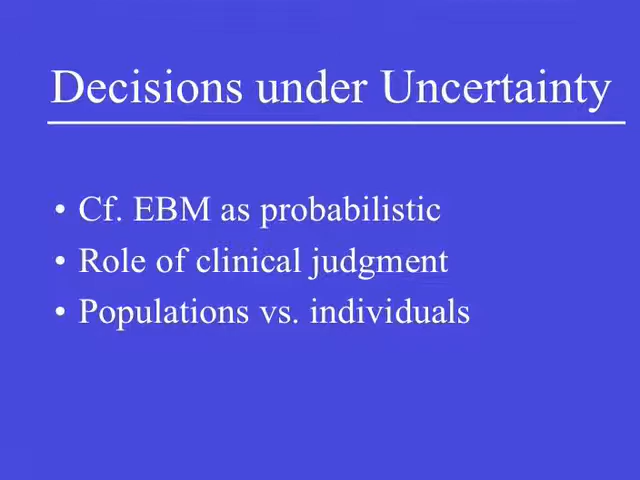 Decisions under Uncertainty
• Cf. EBM as probabilistic
• Role of clinical judgment
• Populations vs. individuals